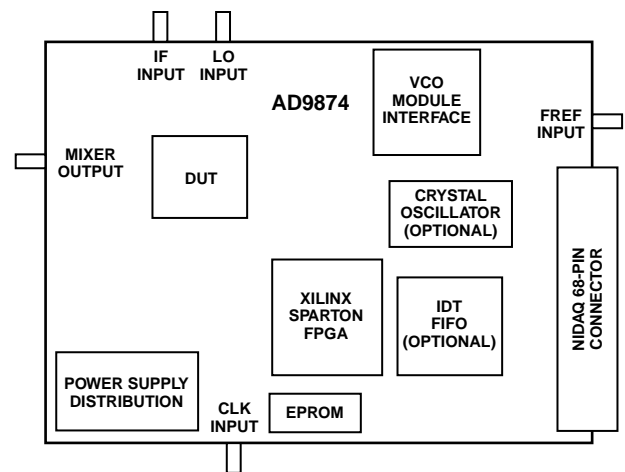 IF
INPUT
LO
INPUT
AD9874
VCO
MODULE
INTERFACE
FREF
INPUT
MIXER
OUTPUT
DUT
CRYSTAL
OSCILLATOR
(OPTIONAL)
NIDAQ 68-PIN
CONNECTOR
XILINX
SPARTON
FPGA
IDT
FIFO
(OPTIONAL)
POWER SUPPLY
DISTRIBUTION
CLK
INPUT
EPROM